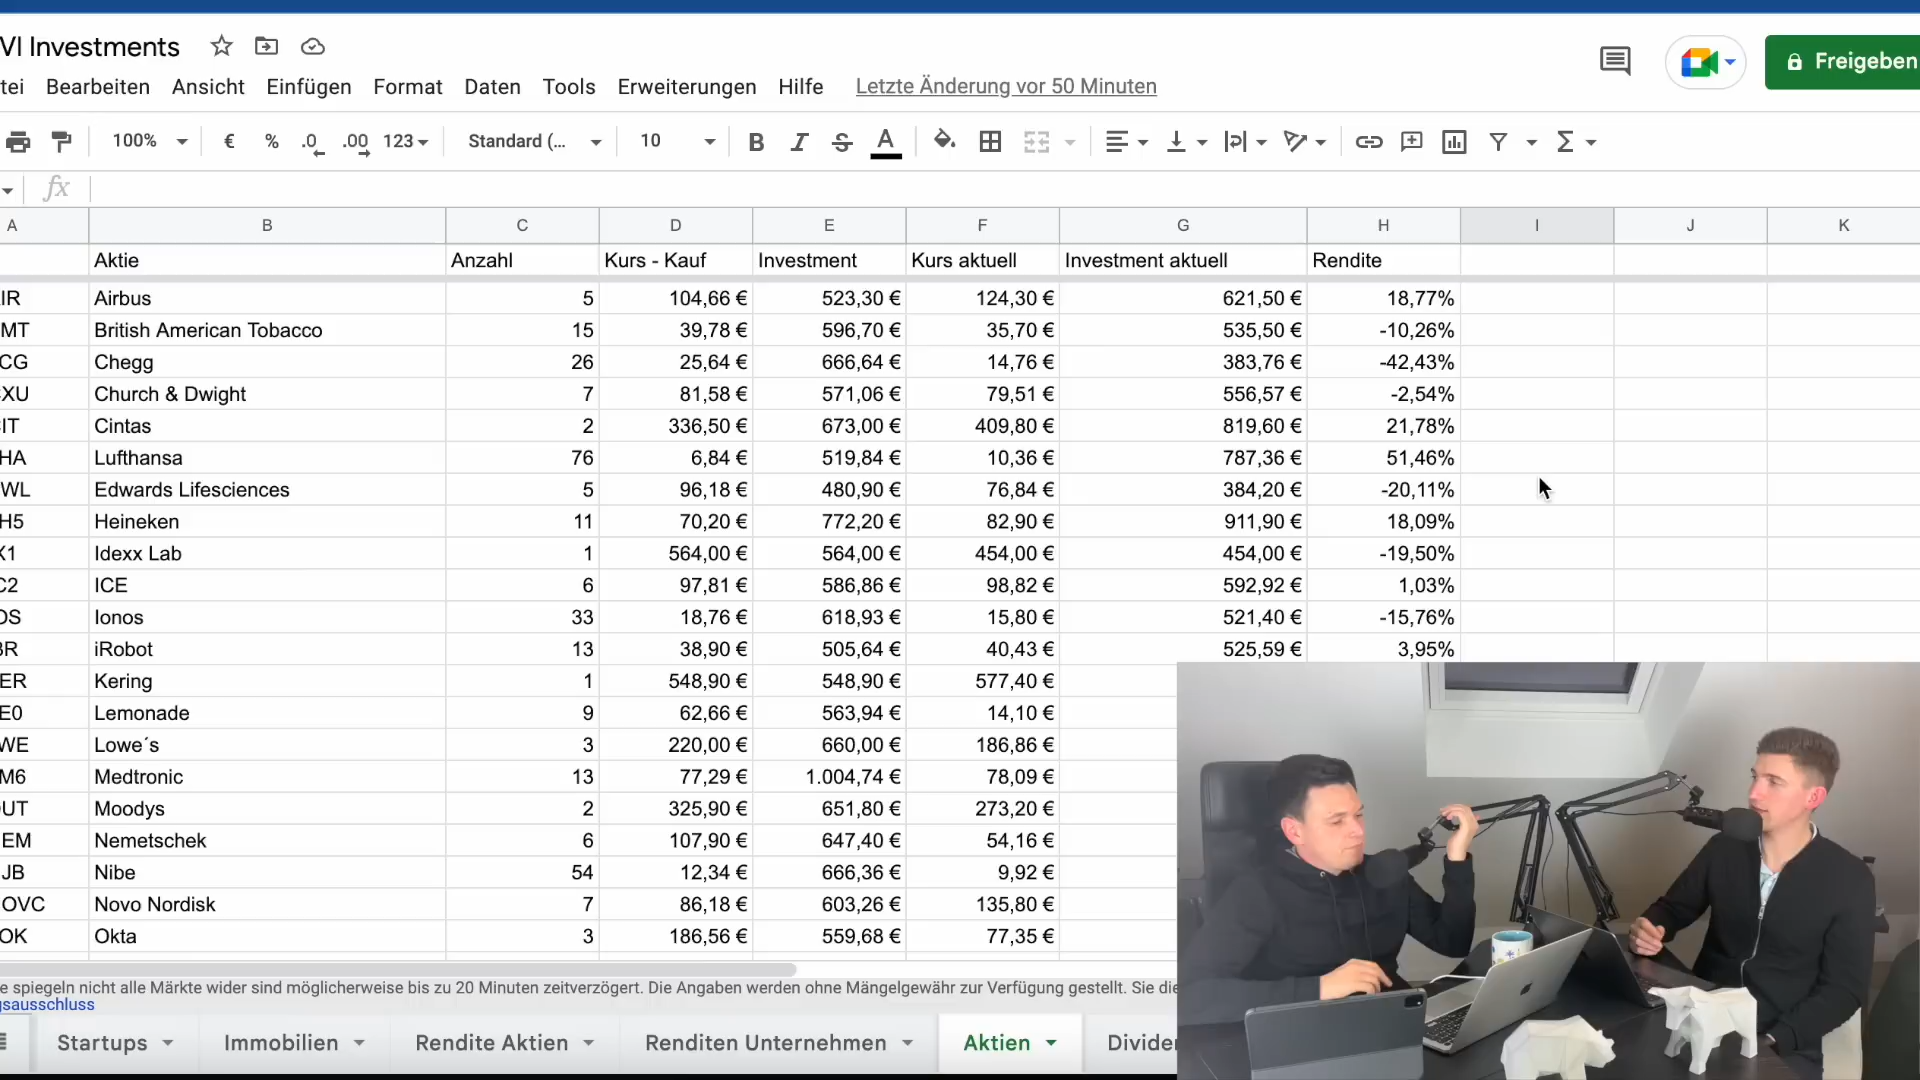 VI Investments
tei Bearbeiten Ansicht Einfügen Format Daten Tools Erweiterungen Hilfe Letzte Änderung vor 50 Minuten
Freigeben
100% € % .0 .00 123 Standard (... 10 B I S A Σ
fx
A B C D E F G H I J K
Aktie Anzahl Kurs - Kauf Investment Kurs aktuell Investment aktuell Rendite
IR Airbus 5 104,66 € 523,30 € 124,30 € 621,50 € 18,77%
MT British American Tobacco 15 39,78 € 596,70 € 35,70 € 535,50 € -10,26%
CG Chegg 26 25,64 € 666,64 € 14,76 € 383,76 € -42,43%
XU Church & Dwight 7 81,58 € 571,06 € 79,51 € 556,57 € -2,54%
IT Cintas 2 336,50 € 673,00 € 409,80 € 819,60 € 21,78%
HA Lufthansa 76 6,84 € 519,84 € 10,36 € 787,36 € 51,46%
WL Edwards Lifesciences 5 96,18 € 480,90 € 76,84 € 384,20 € -20,11%
H5 Heineken 11 70,20 € 772,20 € 82,90 € 911,90 € 18,09%
X1 Idexx Lab 1 564,00 € 564,00 € 454,00 € 454,00 € -19,50%
C2 ICE 6 97,81 € 586,86 € 98,82 € 592,92 € 1,03%
OS Ionos 33 18,76 € 618,93 € 15,80 € 521,40 € -15,76%
BR iRobot 13 38,90 € 505,64 € 40,43 € 525,59 € 3,95%
ER Kering 1 548,90 € 548,90 € 577,40 €
E0 Lemonade 9 62,66 € 563,94 € 14,10 €
WE Lowe´s 3 220,00 € 660,00 € 186,86 €
M6 Medtronic 13 77,29 € 1.004,74 € 78,09 €
UT Moodys 2 325,90 € 651,80 € 273,20 €
EM Nemetschek 6 107,90 € 647,40 € 54,16 €
JB Nibe 54 12,34 € 666,36 € 9,92 €
OVC Novo Nordisk 7 86,18 € 603,26 € 135,80 €
OK Okta 3 186,56 € 559,68 € 77,35 €
e spiegeln nicht alle Märkte wider sind möglicherweise bis zu 20 Minuten zeitverzögert. Die Angaben werden ohne Mängelgewähr zur Verfügung gestellt. Sie die
gsausschluss
Startups Immobilien Rendite Aktien Renditen Unternehmen Aktien Divider